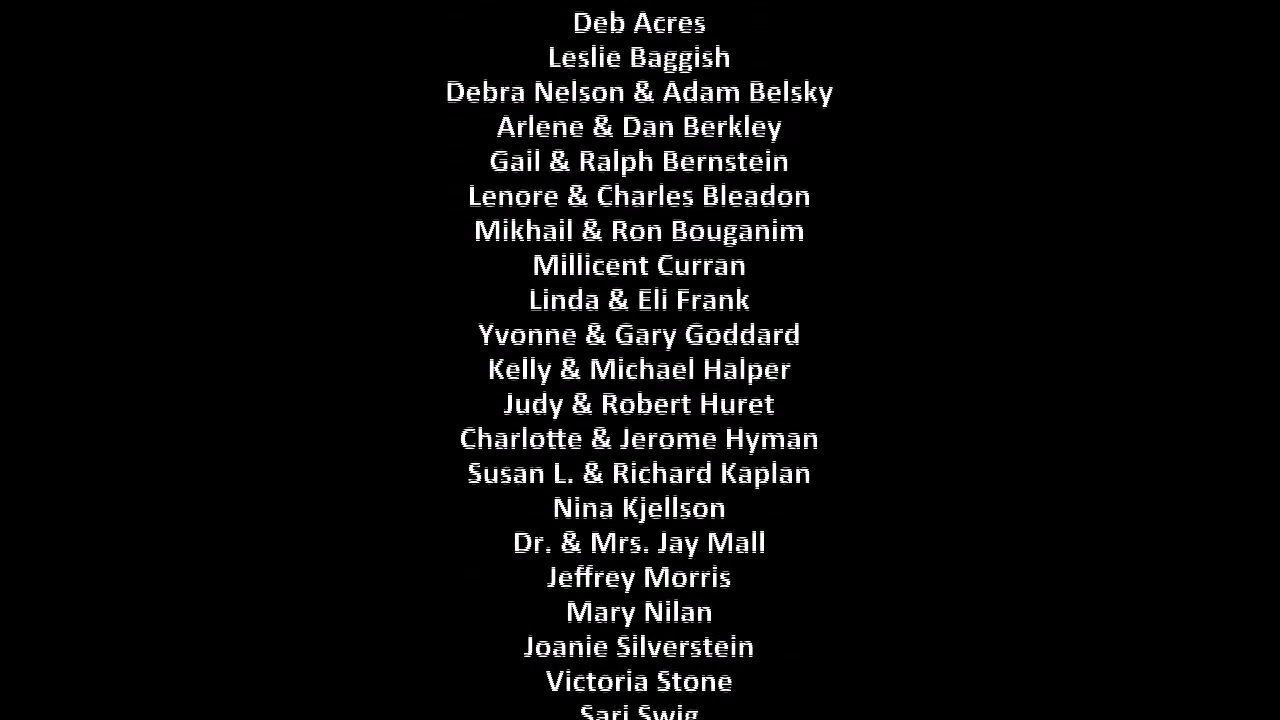 Deb Acres
Leslie Baggish
Debra Nelson & Adam Belsky
Arlene & Dan Berkley
Gail & Ralph Bernstein
Lenore & Charles Bleadon
Mikhail & Ron Bouganim
Millicent Curran
Linda & Eli Frank
Yvonne & Gary Goddard
Kelly & Michael Halper
Judy & Robert Huret
Charlotte & Jerome Hyman
Susan L. & Richard Kaplan
Nina Kjellson
Dr. & Mrs. Jay Mall
Jeffrey Morris
Mary Nilan
Joanie Silverstein
Victoria Stone
Sari Swig